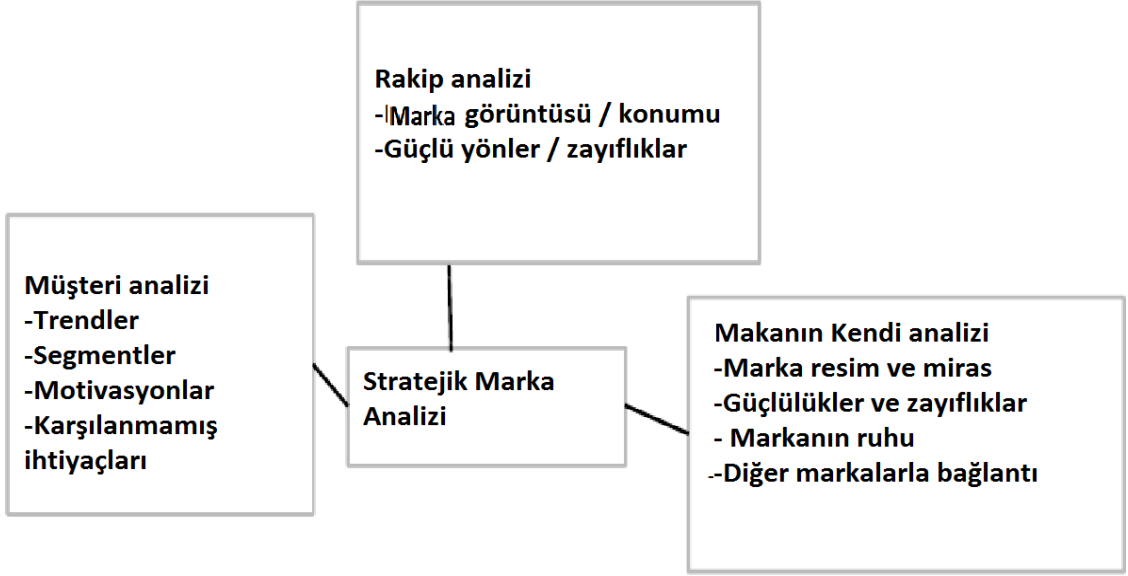 Rakip analizi
-Marka görüntüsü / konumu
-Güçlü yönler / zayıflıklar
Müşteri analizi
-Trendler
-Segmentler
-Motivasyonlar
-Karşılanmamış
ihtiyaçları
Stratejik Marka
Analizi
Makanın Kendi analizi
-Marka resim ve miras
-Güçlülükler ve zayıflıklar
- Markanın ruhu
--Diğer markalarla bağlantı